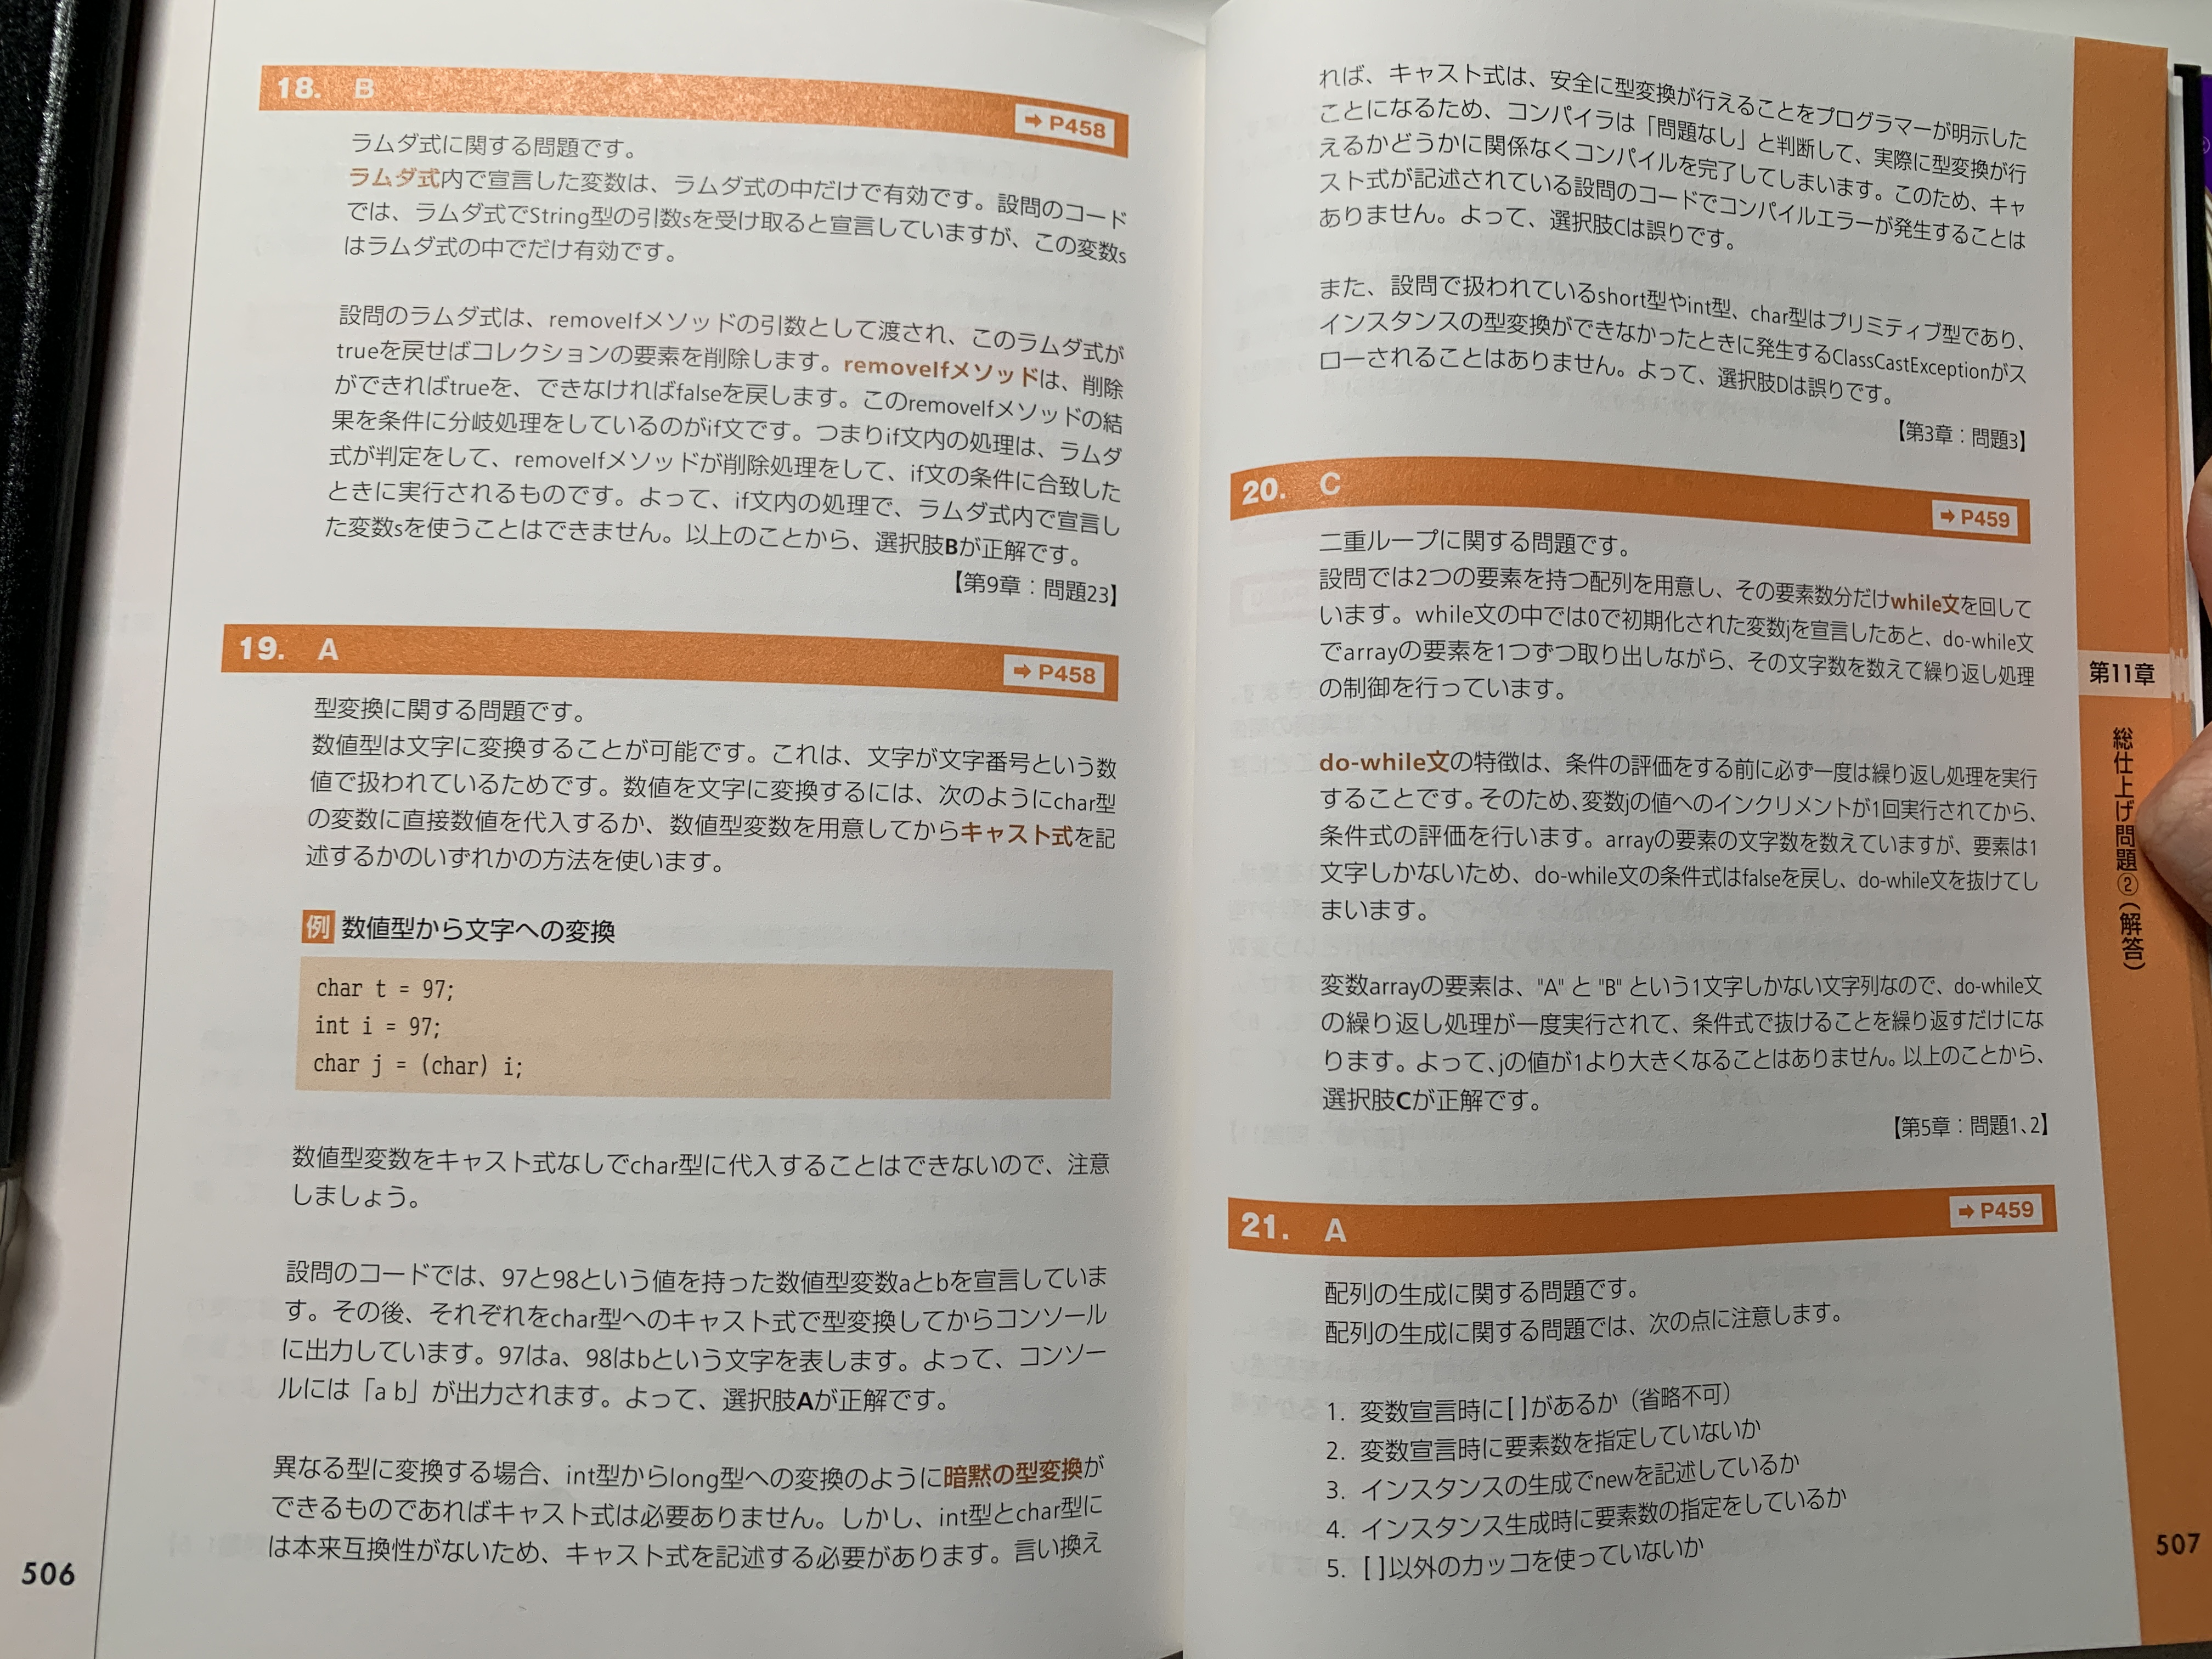 18. B
➡ P458
ラムダ式に関する問題です。
ラムダ式内で宣言した変数は、ラムダ式の中だけで有効です。設問のコード
では、ラムダ式でString型の引数sを受け取ると宣言していますが、この変数s
はラムダ式の中でだけ有効です。
設問のラムダ式は、removeIfメソッドの引数として渡され、このラムダ式が
trueを戻せばコレクションの要素を削除します。removeIfメソッドは、削除
ができればtrueを、できなければfalseを戻します。このremoveIfメソッドの結
果を条件に分岐処理をしているのがif文です。つまりif文内の処理は、ラムダ
式が判定をして、removeIfメソッドが削除処理をして、if文の条件に合致した
ときに実行されるものです。よって、if文内の処理で、ラムダ式内で宣言し
た変数sを使うことはできません。以上のことから、選択肢Bが正解です。
【第9章：問題23】
19. A
➡ P458
型変換に関する問題です。
数値型は文字に変換することが可能です。これは、文字が文字番号という数
値で扱われているためです。数値を文字に変換するには、次のようにchar型
の変数に直接数値を代入するか、数値型変数を用意してからキャスト式を記
述するかのいずれかの方法を使います。
例 数値型から文字への変換
char t = 97;
int i = 97;
char j = (char) i;
数値型変数をキャスト式なしでchar型に代入することはできないので、注意
しましょう。
設問のコードでは、97と98という値を持った数値型変数aとbを宣言していま
す。その後、それぞれをchar型へのキャスト式で型変換してからコンソール
に出力しています。97はa、98はbという文字を表します。よって、コンソー
ルには「a b」が出力されます。よって、選択肢Aが正解です。
異なる型に変換する場合、int型からlong型への変換のように暗黙の型変換が
できるものであればキャスト式は必要ありません。しかし、int型とchar型に
は本来互換性がないため、キャスト式を記述する必要があります。言い換え
506
れば、キャスト式は、安全に型変換が行えることをプログラマーが明示した
ことになるため、コンパイラは「問題なし」と判断して、実際に型変換が行
えるかどうかに関係なくコンパイルを完了してしまいます。このため、キャ
スト式が記述されている設問のコードでコンパイルエラーが発生することは
ありません。よって、選択肢Cは誤りです。
また、設問で扱われているshort型やint型、char型はプリミティブ型であり、
インスタンスの型変換ができなかったときに発生するClassCastExceptionがス
ローされることはありません。よって、選択肢Dは誤りです。
【第3章：問題3】
20. C
➡ P459
二重ループに関する問題です。
設問では2つの要素を持つ配列を用意し、その要素数分だけwhile文を回して
います。while文の中では0で初期化された変数jを宣言したあと、do-while文
でarrayの要素を1つずつ取り出しながら、その文字数を数えて繰り返し処理
の制御を行っています。
do-while文の特徴は、条件の評価をする前に必ず一度は繰り返し処理を実行
することです。そのため、変数jの値へのインクリメントが1回実行されてから、
条件式の評価を行います。arrayの要素の文字数を数えていますが、要素は1
文字しかないため、do-while文の条件式はfalseを戻し、do-while文を抜けてし
まいます。
変数arrayの要素は、"A" と "B" という1文字しかない文字列なので、do-while文
の繰り返し処理が一度実行されて、条件式で抜けることを繰り返すだけにな
ります。よって、jの値が1より大きくなることはありません。以上のことから、
選択肢Cが正解です。
【第5章：問題1、2】
21. A
➡ P459
配列の生成に関する問題です。
配列の生成に関する問題では、次の点に注意します。
1. 変数宣言時に[ ]があるか（省略不可）
2. 変数宣言時に要素数を指定していないか
3. インスタンスの生成でnewを記述しているか
4. インスタンス生成時に要素数の指定をしているか
5. [ ]以外のカッコを使っていないか
第11章
総仕上げ問題②（解答）
507